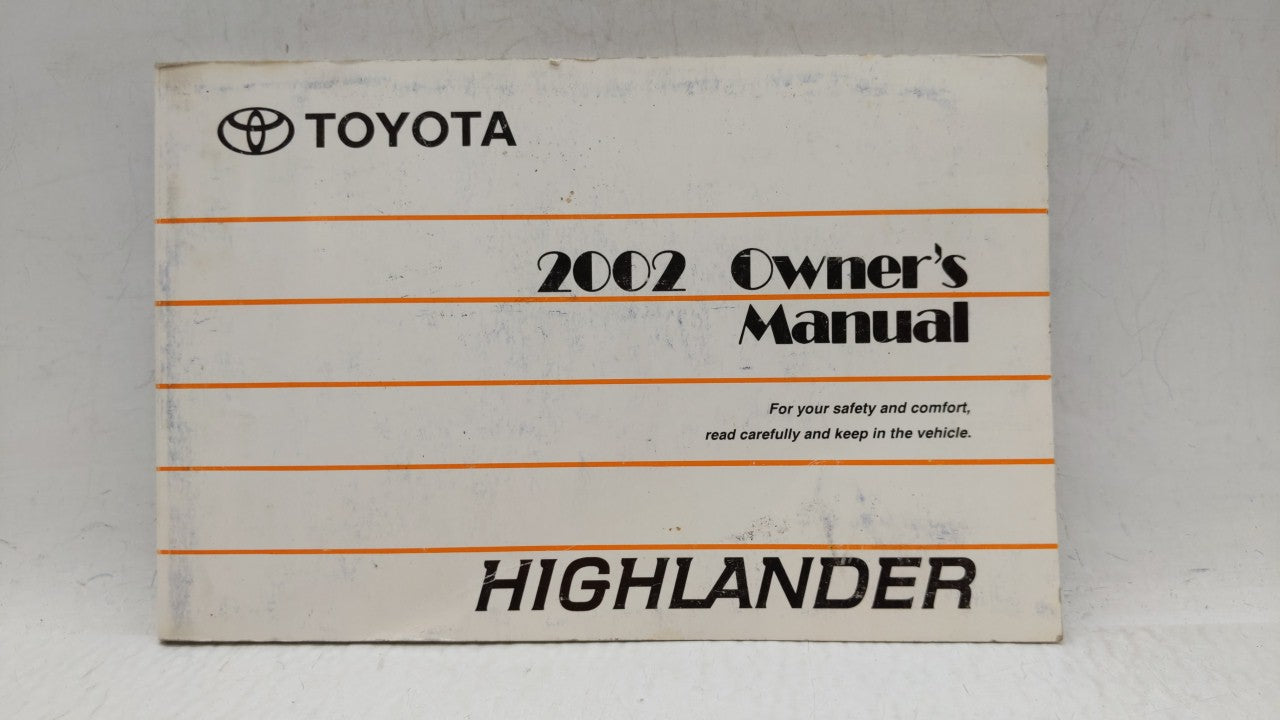 TOYOTA
2002 Owner's
Manual
For your safety and comfort,
read carefully and keep in the vehicle.
HIGHLANDER